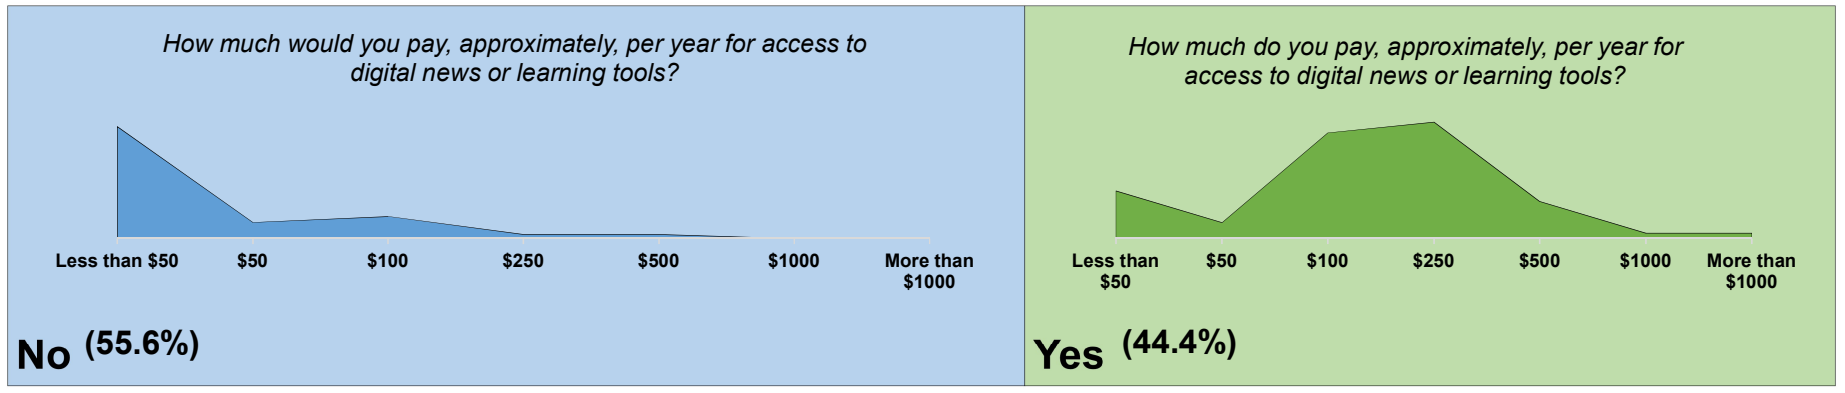 How much would you pay, approximately, per year for access to
digital news or learning tools?
Less than $50 $50 $100 $250 $500 $1000 More than
$1000
No (55.6%)
How much do you pay, approximately, per year for
access to digital news or learning tools?
Less than $50 $100 $250 $500 $1000 More than
$50 $1000
Yes (44.4%)